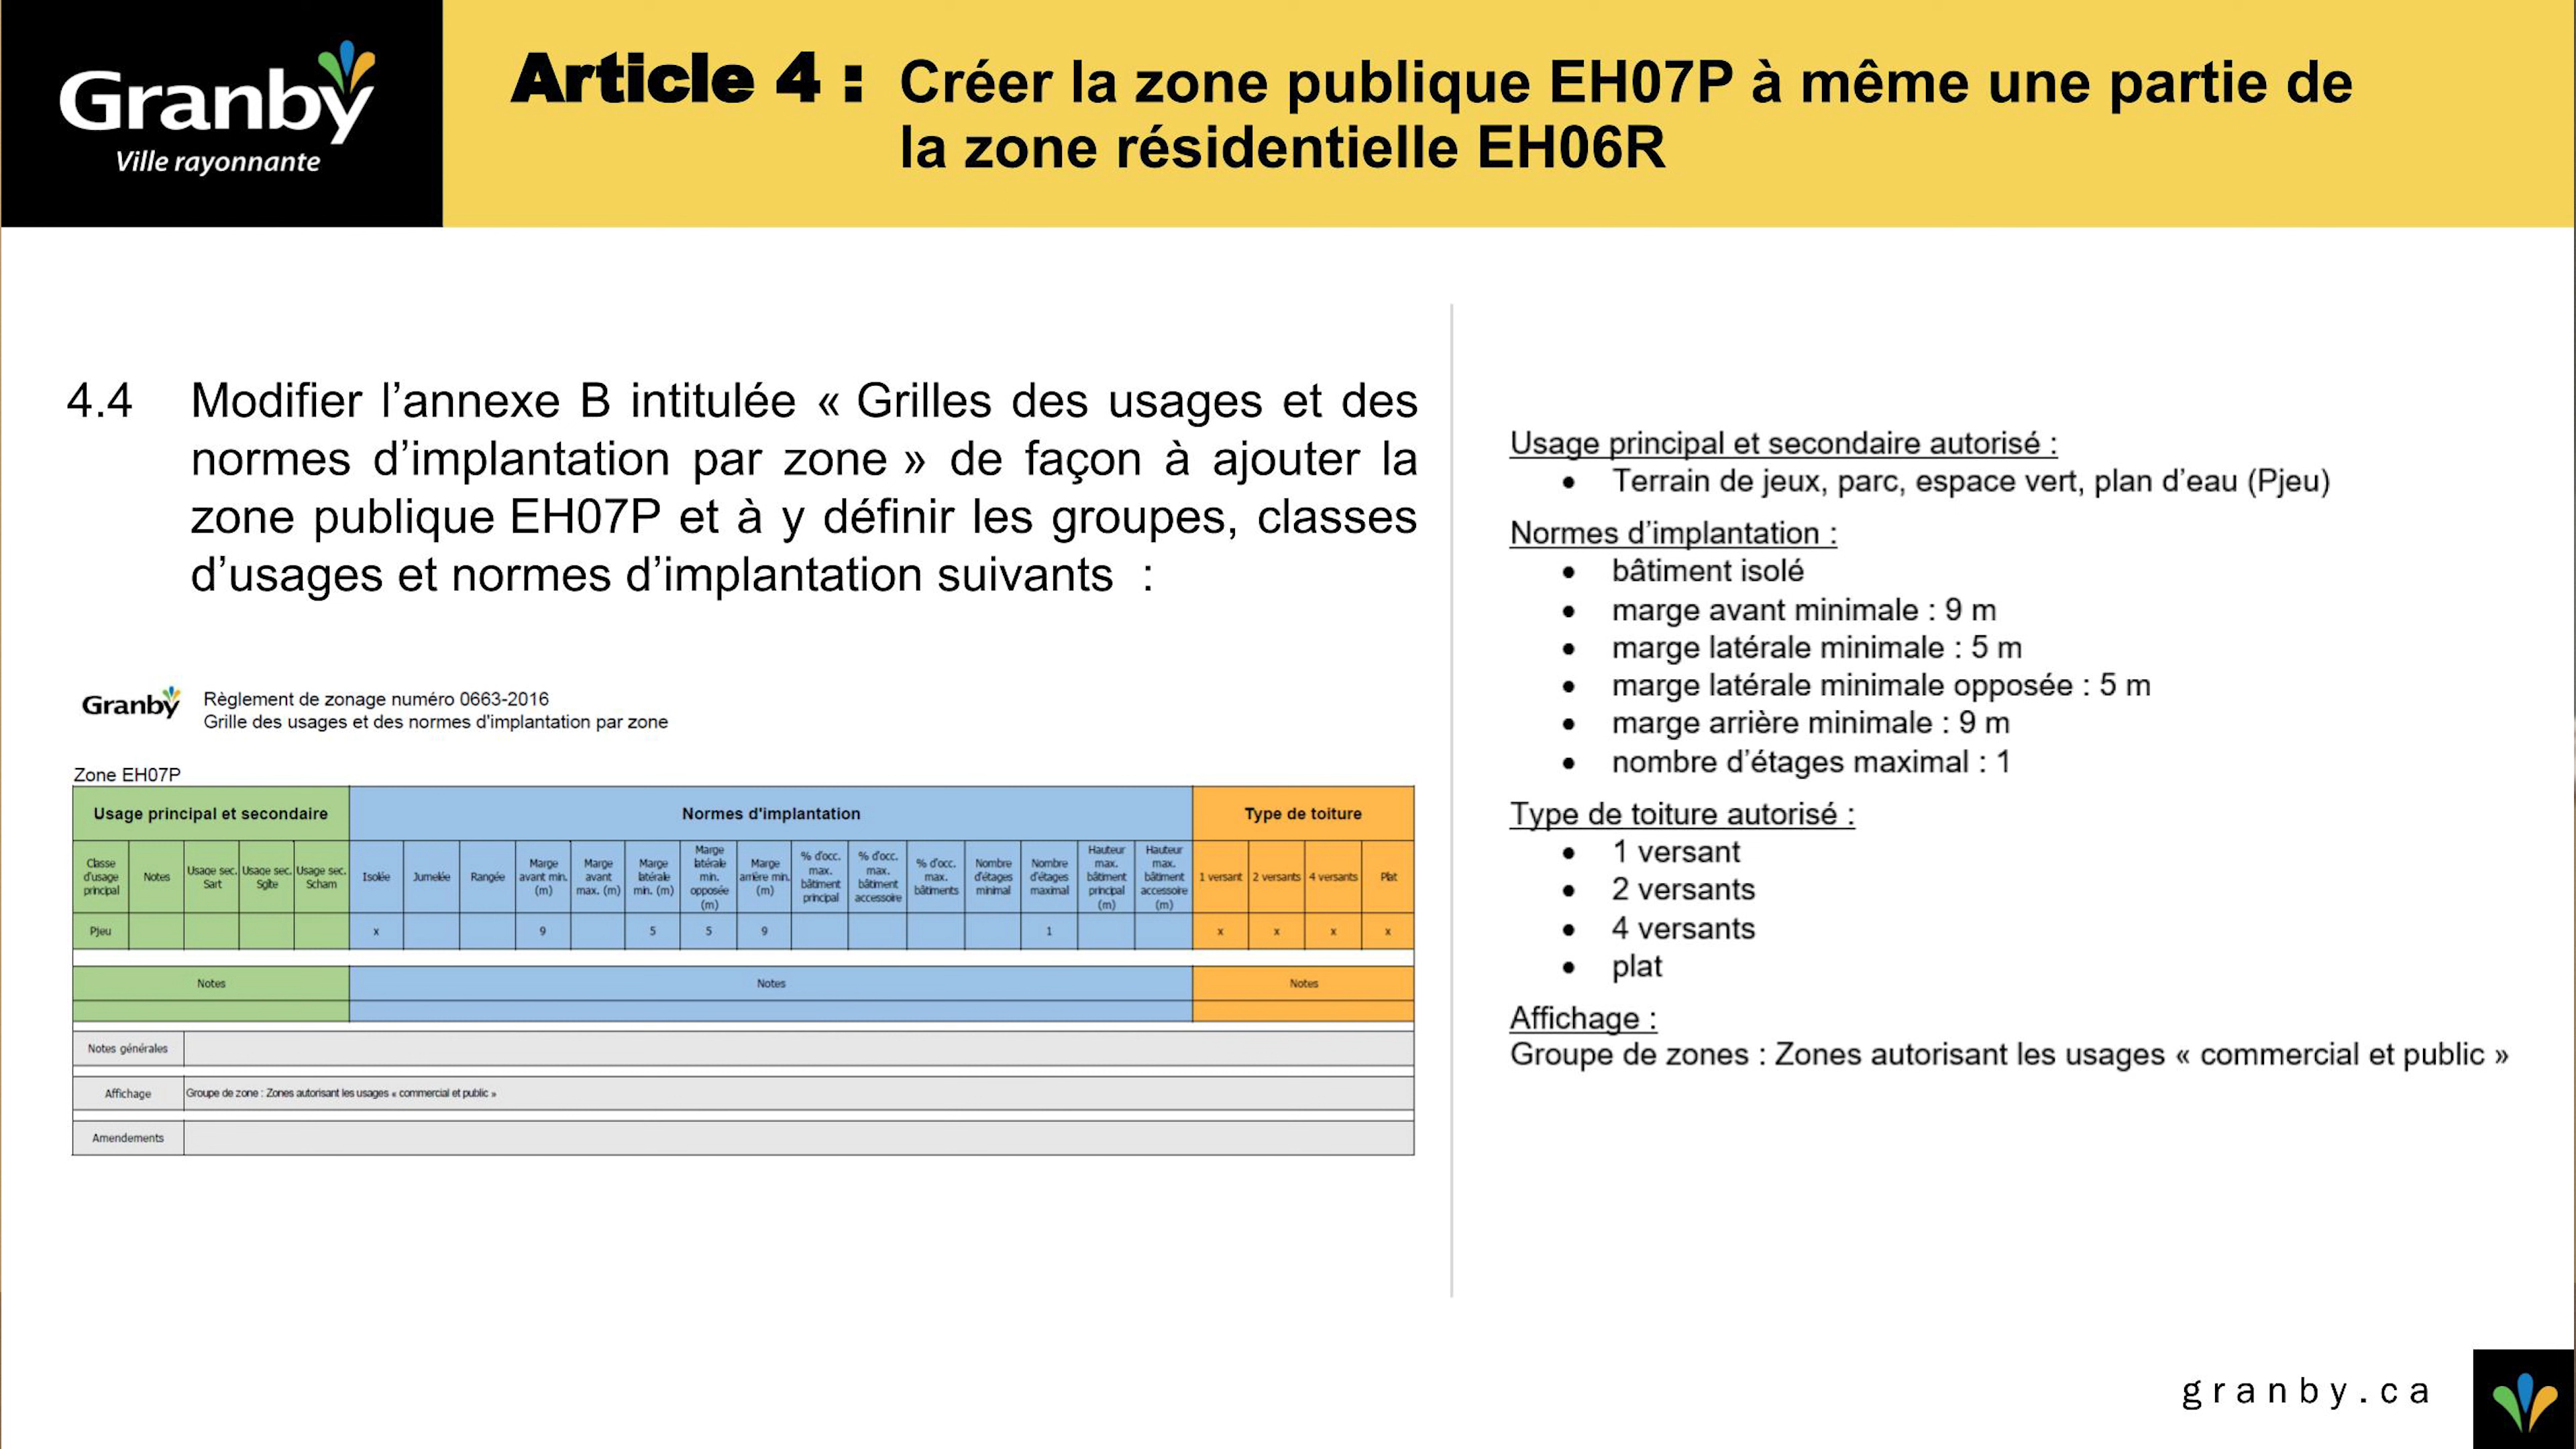 Granby
Ville rayonnante
Article 4 : Créer la zone publique EH07P à même une partie de
la zone résidentielle EH06R
4.4 Modifier l’annexe B intitulée « Grilles des usages et des
normes d’implantation par zone » de façon à ajouter la
zone publique EH07P et à y définir les groupes, classes
d’usages et normes d’implantation suivants :
Granby
Règlement de zonage numéro 0663-2016
Grille des usages et des normes d'implantation par zone
Zone EH07P
Usage principal et secondaire Normes d'implantation Type de toiture
Classe d'usage principal Notes Usage sec. Sart Usage sec. Sgîte Usage sec. Scham Isolée Jumelée Rangée Marge avant min. (m) Marge avant max. (m) Marge latérale min. (m) Marge latérale min. opposée (m) Marge arrière min. (m) % d'occ. max. bâtiment principal % d'occ. max. bâtiment accessoire % d'occ. max. bâtiments Nombre d'étages minimal Nombre d'étages maximal Hauteur max. bâtiment principal (m) Hauteur max. bâtiment accessoire (m) 1 versant 2 versants 4 versants Plat
Pjeu x 9 5 5 9 1 x x x x
Notes Notes Notes
Notes générales
Affichage Groupe de zone : Zones autorisant les usages « commercial et public »
Amendements
Usage principal et secondaire autorisé :
• Terrain de jeux, parc, espace vert, plan d’eau (Pjeu)
Normes d’implantation :
• bâtiment isolé
• marge avant minimale : 9 m
• marge latérale minimale : 5 m
• marge latérale minimale opposée : 5 m
• marge arrière minimale : 9 m
• nombre d’étages maximal : 1
Type de toiture autorisé :
• 1 versant
• 2 versants
• 4 versants
• plat
Affichage :
Groupe de zones : Zones autorisant les usages « commercial et public »
granby.ca